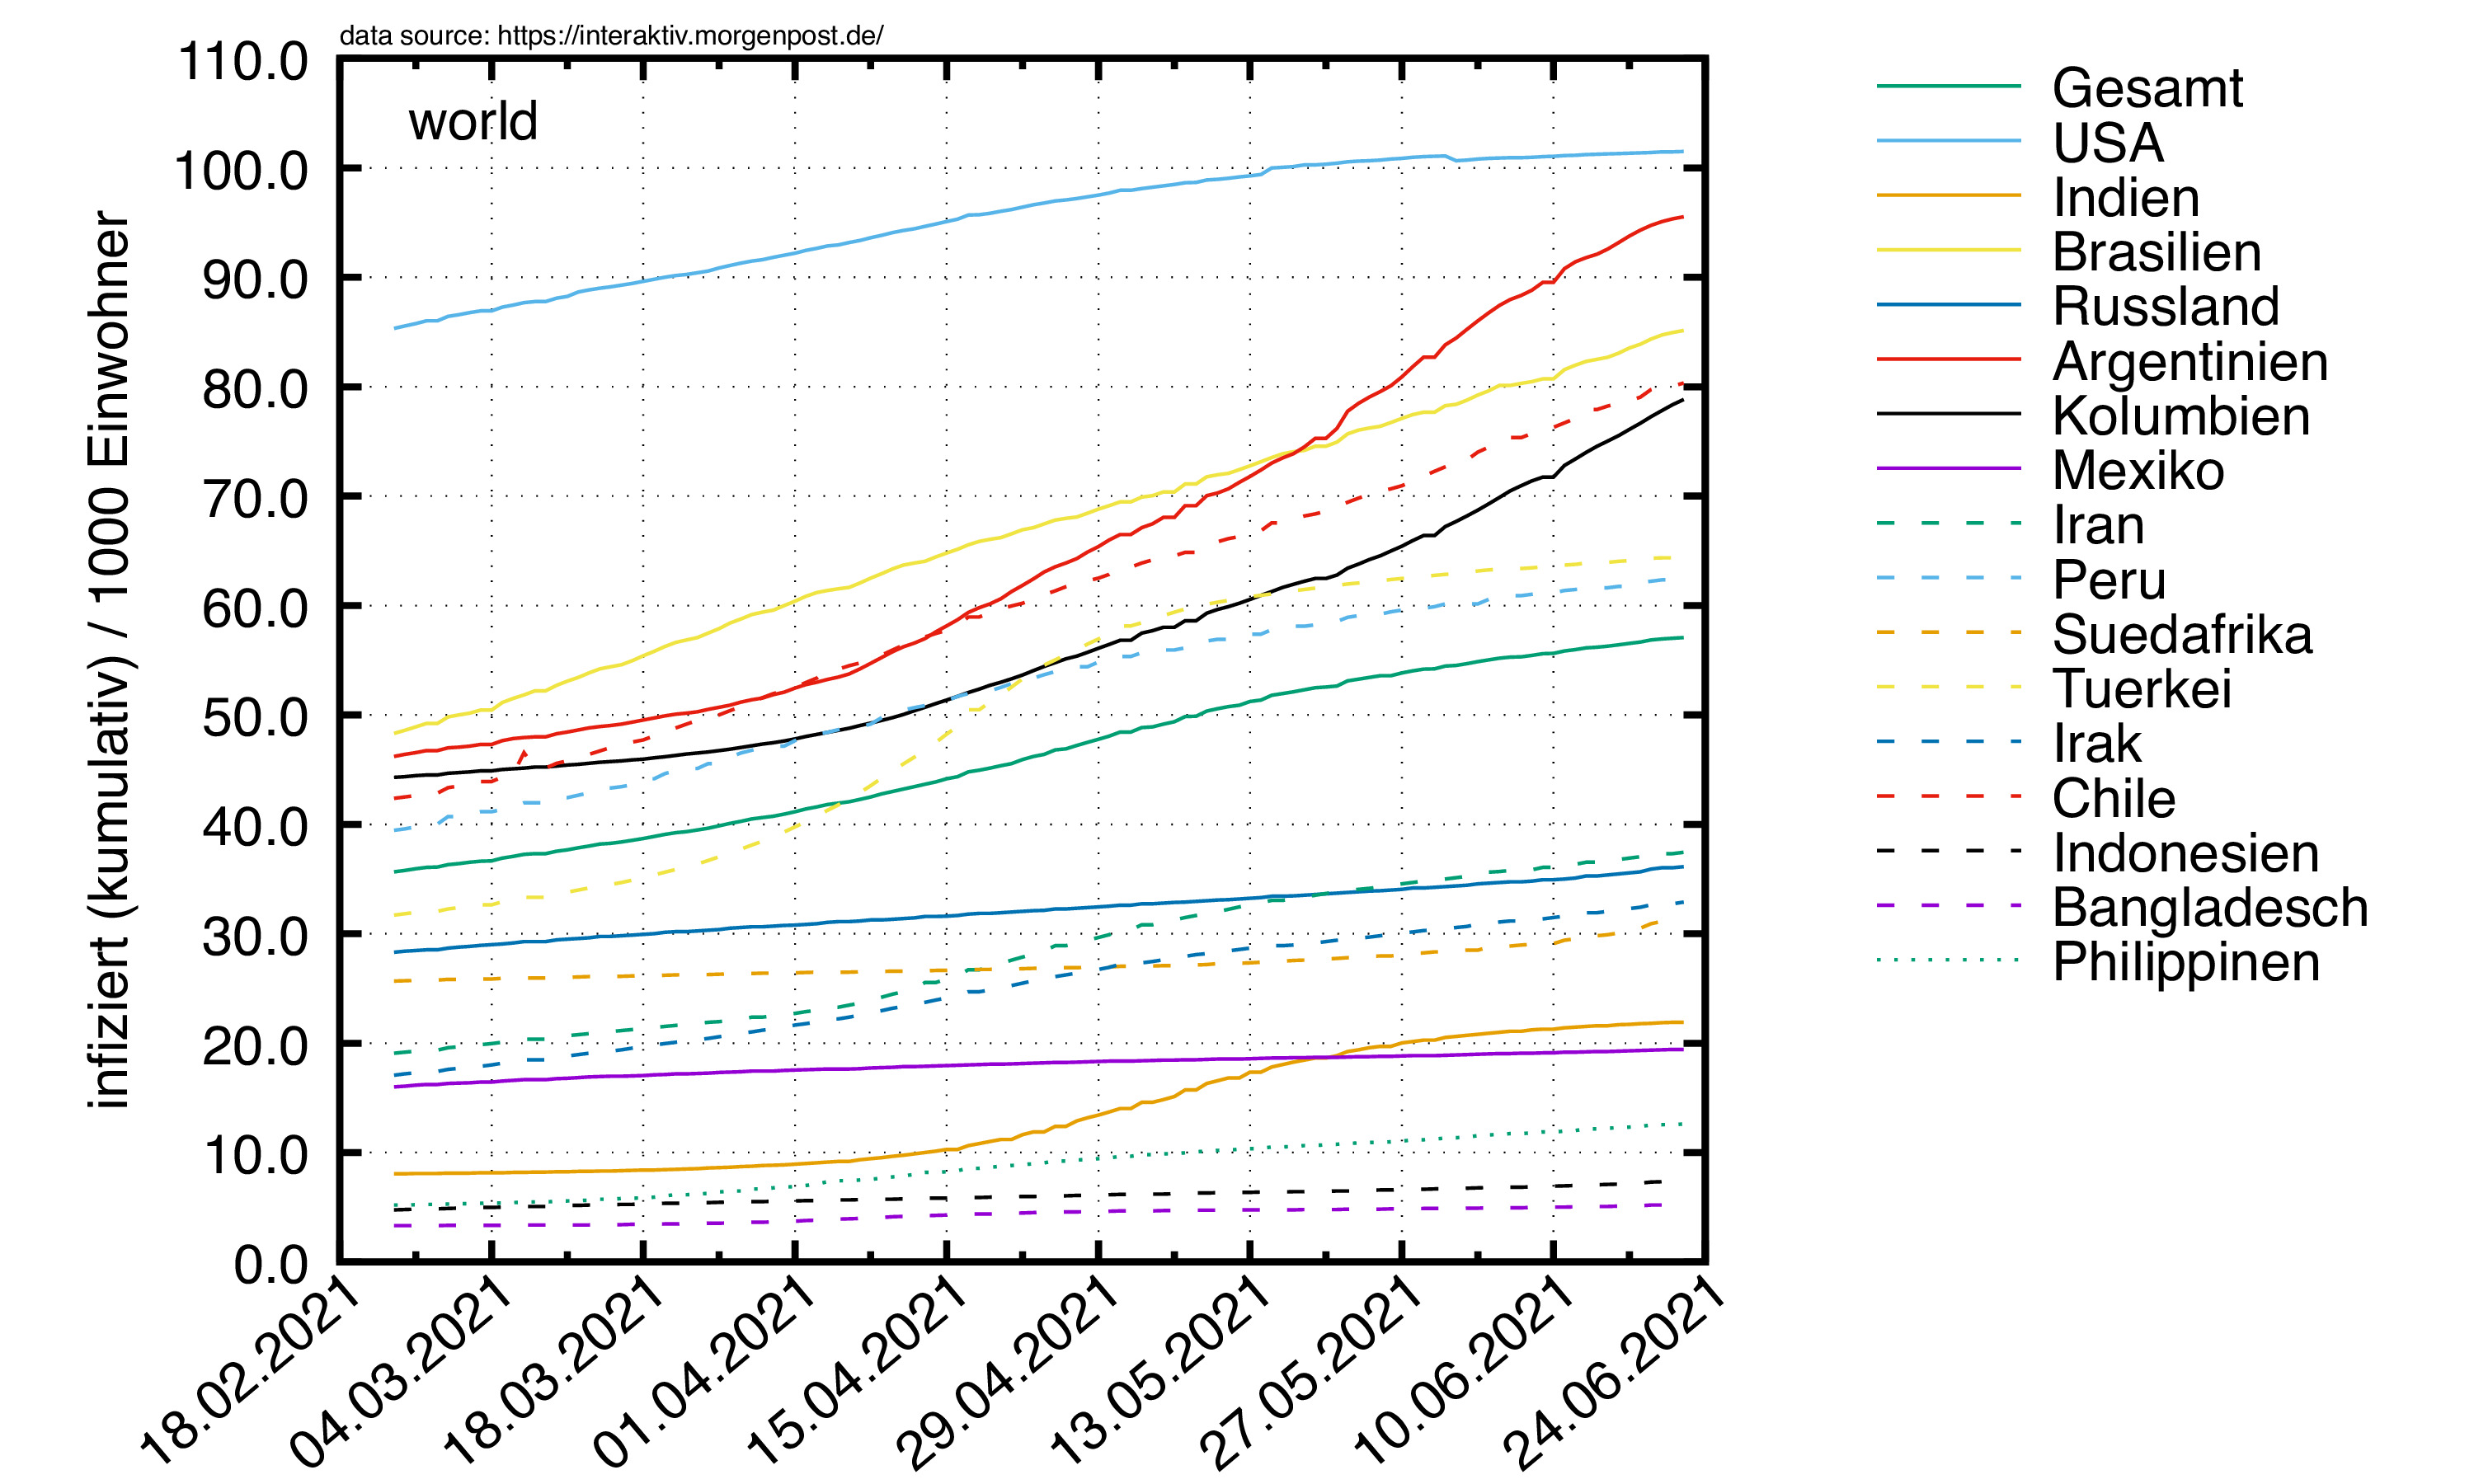 data source: https://interaktiv.morgenpost.de/
world
infiziert (kumulativ) / 1000 Einwohner
110.0
100.0
90.0
80.0
70.0
60.0
50.0
40.0
30.0
20.0
10.0
0.0
18.02.2021
04.03.2021
18.03.2021
01.04.2021
15.04.2021
29.04.2021
13.05.2021
27.05.2021
10.06.2021
24.06.2021
Gesamt
USA
Indien
Brasilien
Russland
Argentinien
Kolumbien
Mexiko
Iran
Peru
Suedafrika
Tuerkei
Irak
Chile
Indonesien
Bangladesch
Philippinen